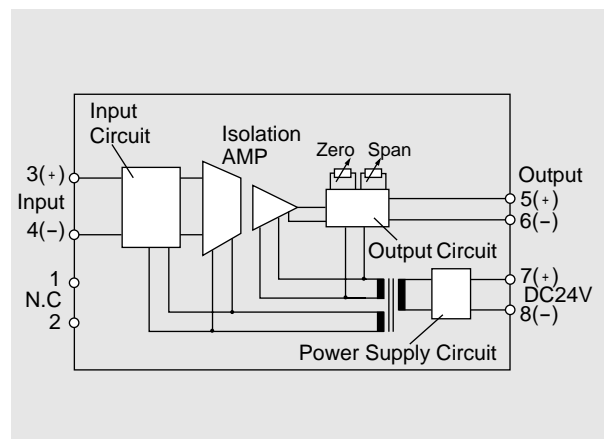 Input
Circuit
Isolation
AMP
Zero Span
3(+)
Input
4(−)
Output
5(+)
6(−)
Output Circuit
1
N.C
2
7(+)
DC24V
8(−)
Power Supply Circuit